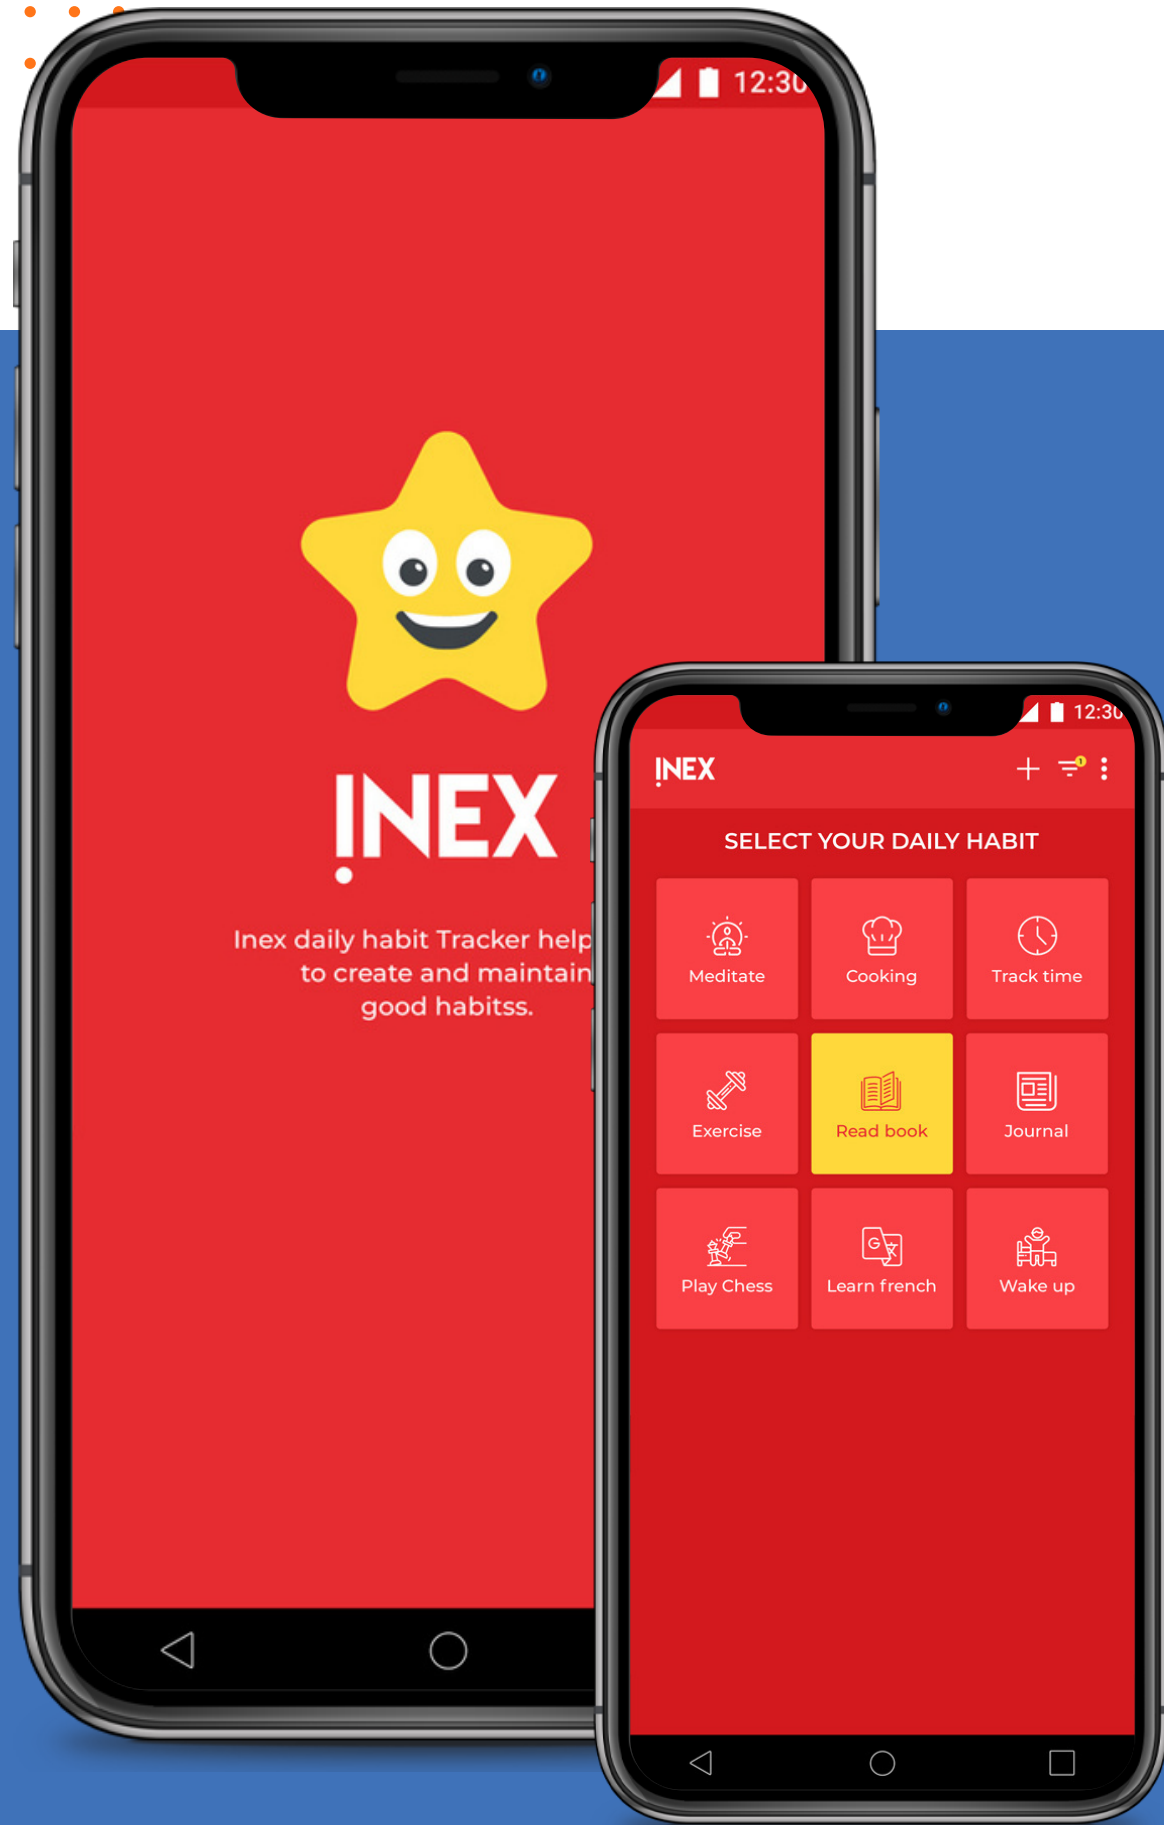 12:30
INEX
Inex daily habit Tracker help
to create and maintain
good habitss.
12:30
INEX
1
SELECT YOUR DAILY HABIT
Meditate
Cooking
Track time
Exercise
Read book
Journal
Play Chess
Learn french
Wake up
G